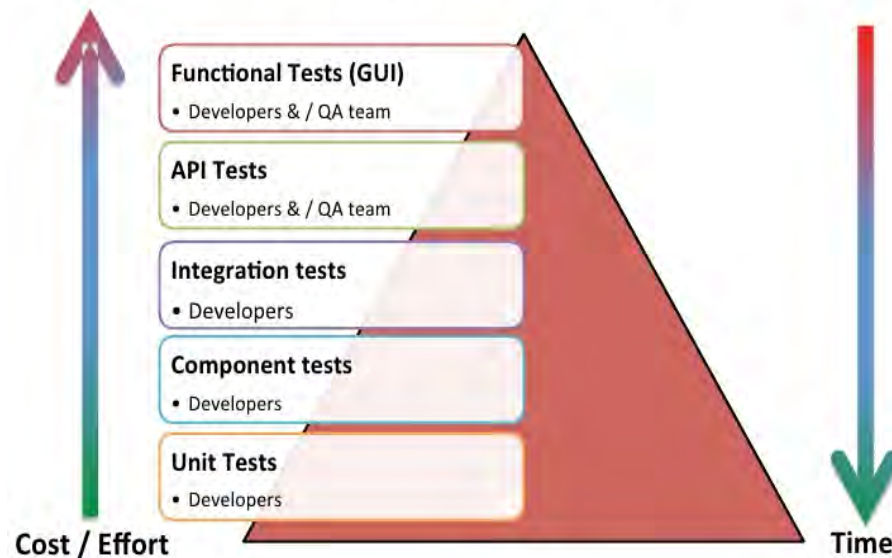 Functional Tests (GUI)
• Developers & / QA team
API Tests
• Developers & / QA team
Integration tests
• Developers
Component tests
• Developers
Unit Tests
• Developers
Cost / Effort
Time